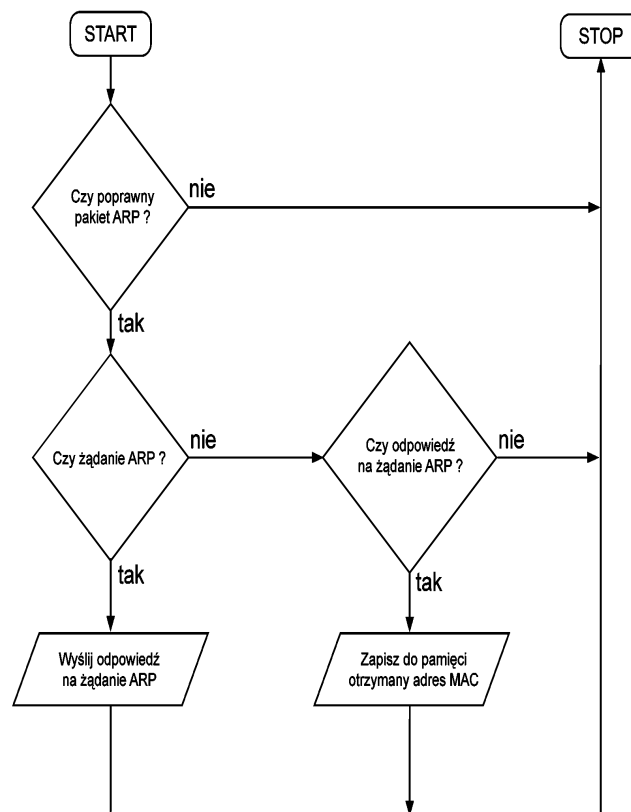 START
STOP
Czy poprawny
pakiet ARP ?
nie
tak
Czy żądanie ARP ?
nie
Czy odpowiedź
na żądanie ARP ?
nie
tak
tak
Wyślij odpowiedź
na żądanie ARP
Zapisz do pamięci
otrzymany adres MAC